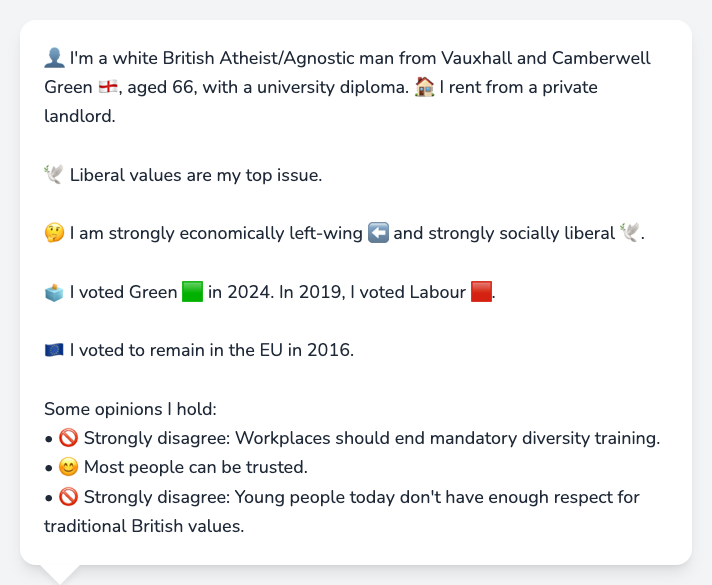 👤 I'm a white British Atheist/Agnostic man from Vauxhall and Camberwell
Green 🏴󠁧󠁢󠁥󠁮󠁧󠁿, aged 66, with a university diploma. 🏠 I rent from a private
landlord.
🕊️ Liberal values are my top issue.
🤔 I am strongly economically left-wing ⬅️ and strongly socially liberal 🕊️.
🗳️ I voted Green 🟩 in 2024. In 2019, I voted Labour 🟥.
🇪🇺 I voted to remain in the EU in 2016.
Some opinions I hold:
• 🚫 Strongly disagree: Workplaces should end mandatory diversity training.
• 😊 Most people can be trusted.
• 🚫 Strongly disagree: Young people today don't have enough respect for
traditional British values.